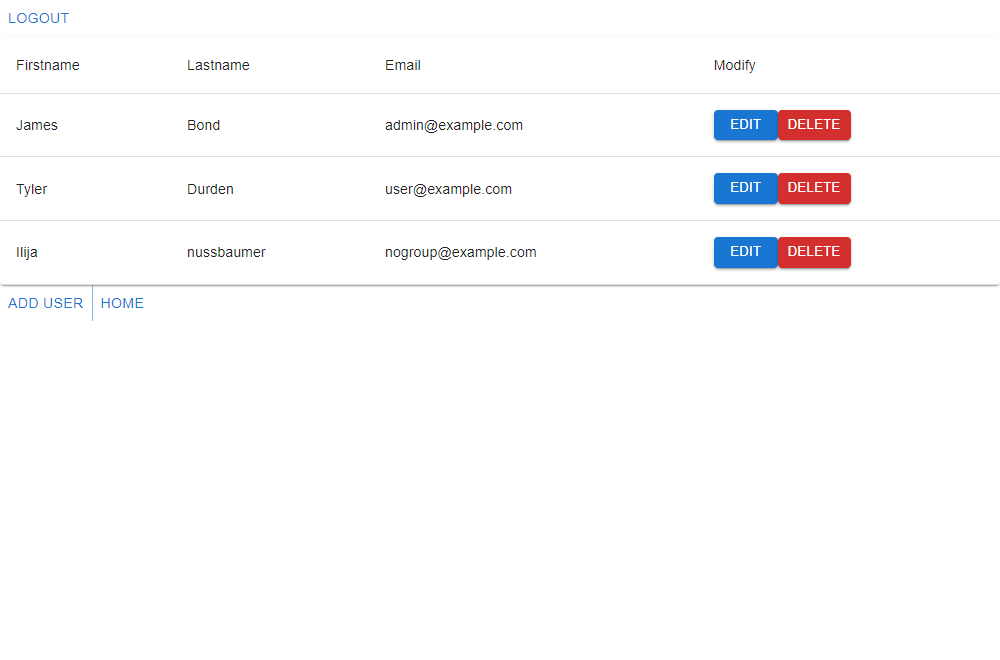 LOGOUT
Firstname Lastname Email Modify
James Bond admin@example.com EDIT DELETE
Tyler Durden user@example.com EDIT DELETE
Ilija nussbaumer nogroup@example.com EDIT DELETE
ADD USER HOME